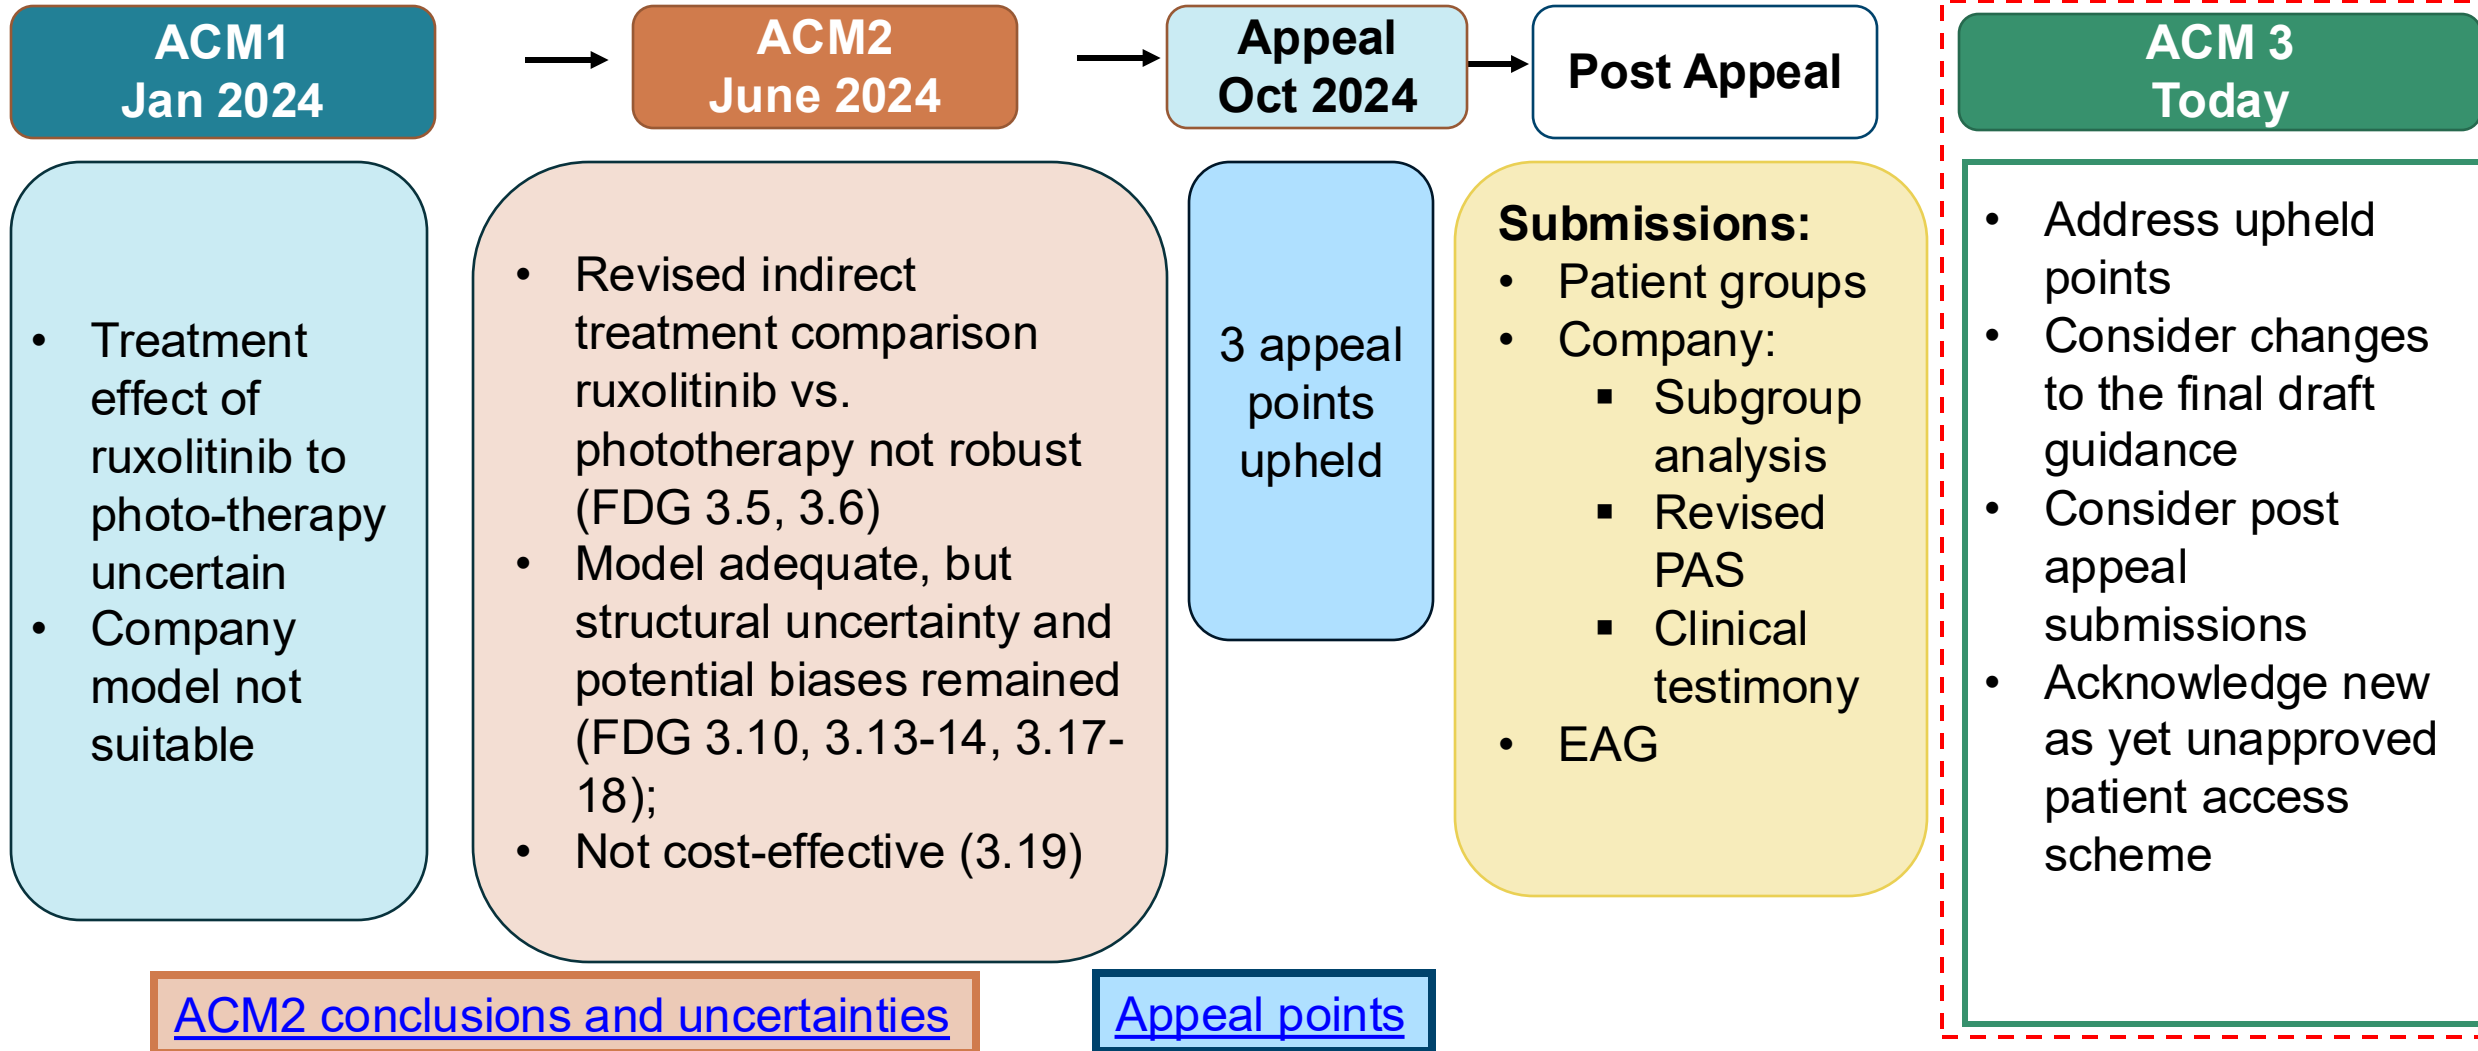 ACM1
Jan 2024
ACM2
June 2024
Appeal
Oct 2024
Post Appeal
ACM 3
Today
• Treatment
effect of
ruxolitinib to
photo-therapy
uncertain
• Company
model not
suitable
• Revised indirect
treatment comparison
ruxolitinib vs.
phototherapy not robust
(FDG 3.5, 3.6)
• Model adequate, but
structural uncertainty and
potential biases remained
(FDG 3.10, 3.13-14, 3.17-
18);
• Not cost-effective (3.19)
3 appeal
points
upheld
Submissions:
• Patient groups
• Company:
▪ Subgroup
analysis
▪ Revised
PAS
▪ Clinical
testimony
• EAG
• Address upheld
points
• Consider changes
to the final draft
guidance
• Consider post
appeal
submissions
• Acknowledge new
as yet unapproved
patient access
scheme
ACM2 conclusions and uncertainties
Appeal points